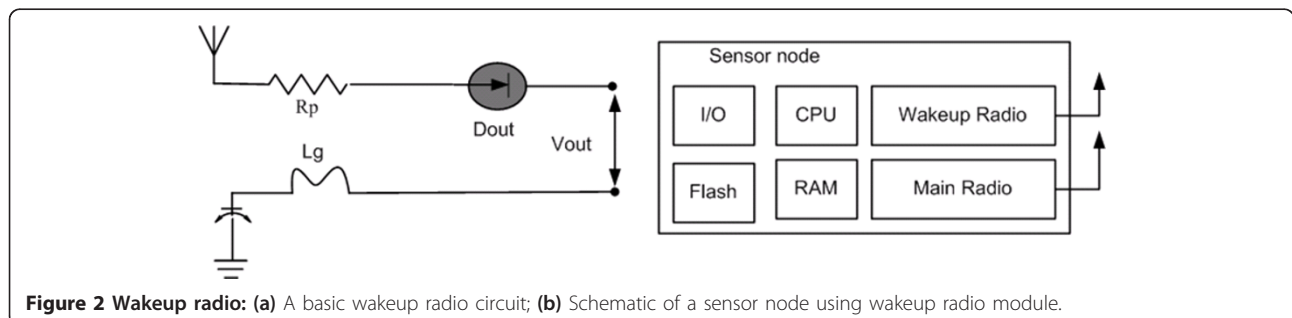 Rp
Dout
Vout
Lg
Sensor node
I/O
CPU
Wakeup Radio
Flash
RAM
Main Radio
Figure 2 Wakeup radio: (a) A basic wakeup radio circuit; (b) Schematic of a sensor node using wakeup radio module.